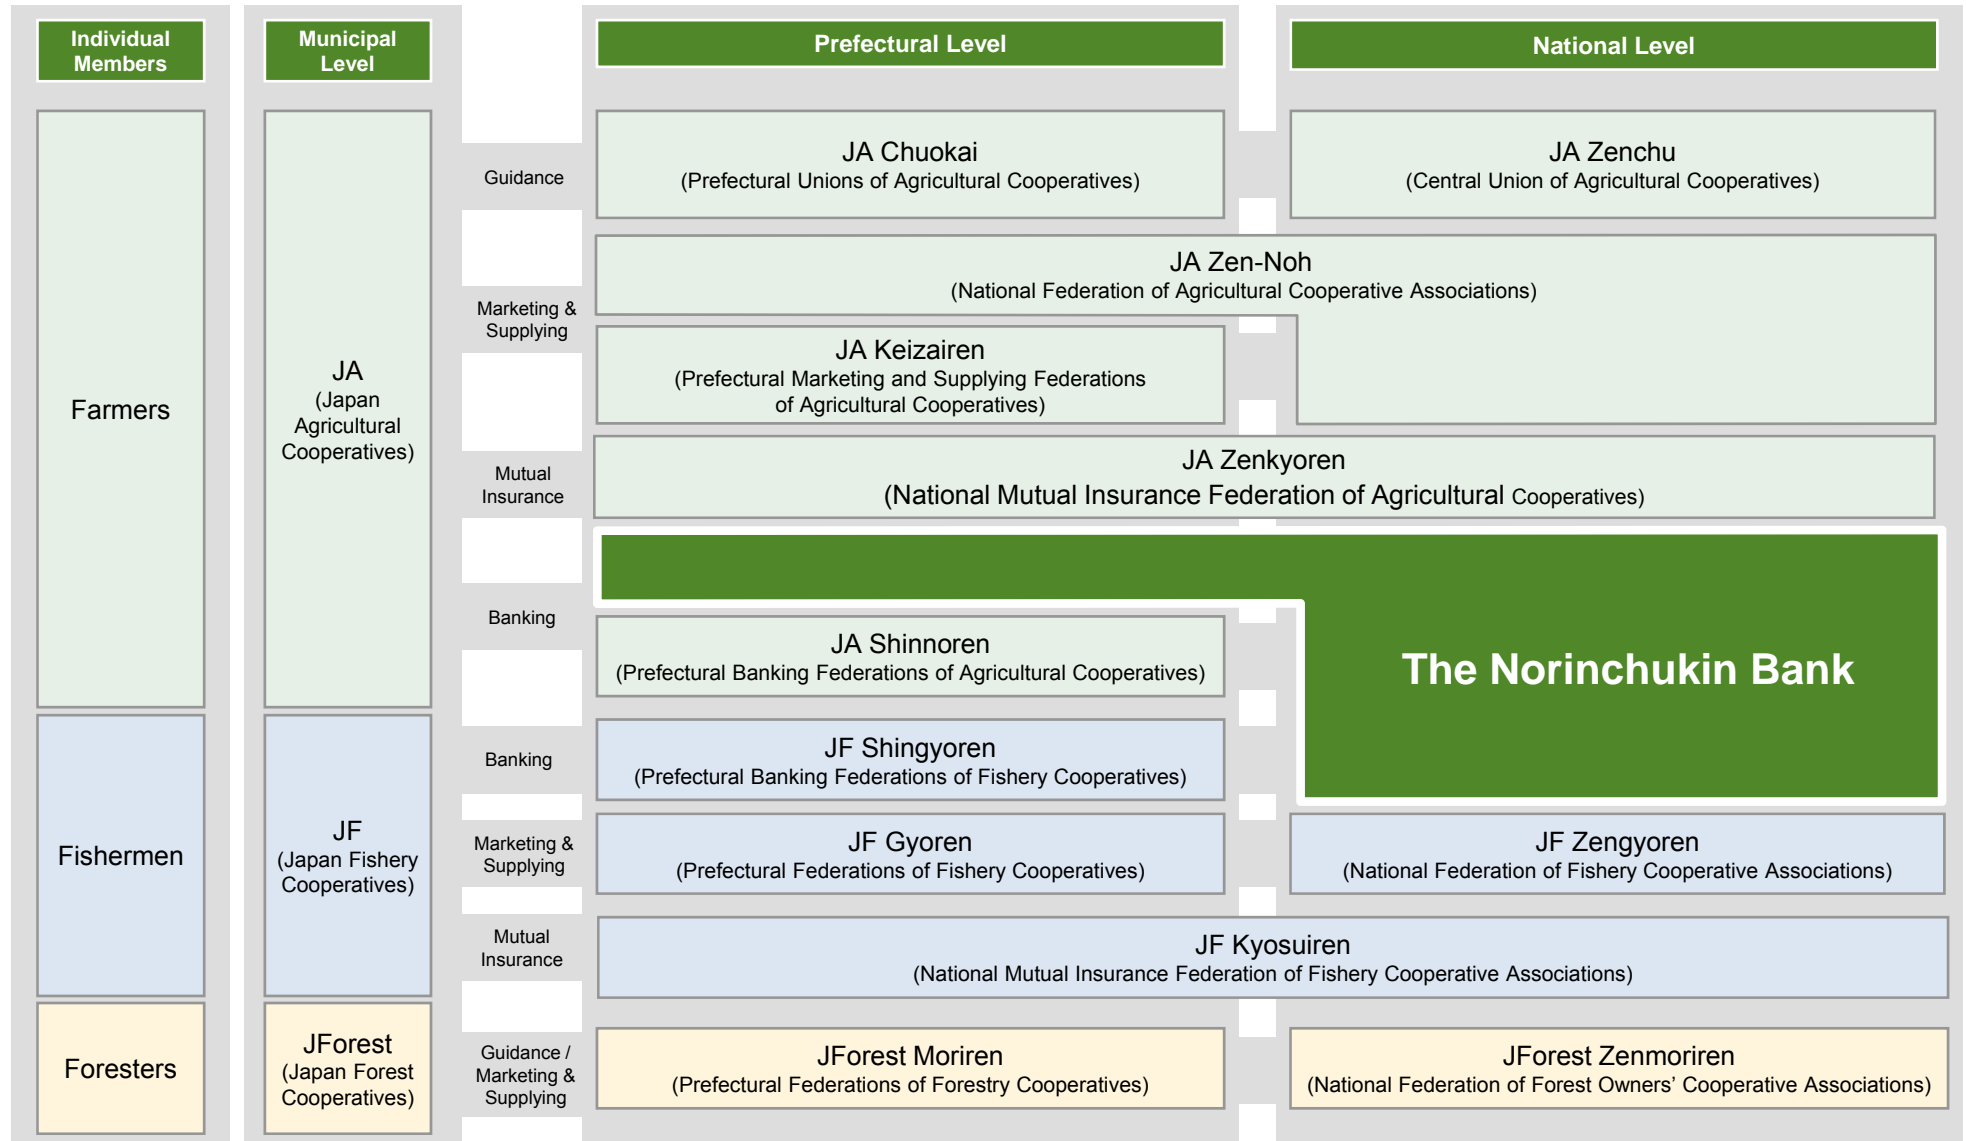 Individual
Members
Municipal
Level
Prefectural Level
National Level
Farmers
JA
(Japan
Agricultural
Cooperatives)
Guidance
JA Chuokai
(Prefectural Unions of Agricultural Cooperatives)
JA Zenchu
(Central Union of Agricultural Cooperatives)
Marketing &
Supplying
JA Zen-Noh
(National Federation of Agricultural Cooperative Associations)
JA Keizairen
(Prefectural Marketing and Supplying Federations
of Agricultural Cooperatives)
Mutual
Insurance
JA Zenkyoren
(National Mutual Insurance Federation of Agricultural Cooperatives)
Banking
JA Shinnoren
(Prefectural Banking Federations of Agricultural Cooperatives)
The Norinchukin Bank
Fishermen
JF
(Japan Fishery
Cooperatives)
Banking
JF Shingyoren
(Prefectural Banking Federations of Fishery Cooperatives)
Marketing &
Supplying
JF Gyoren
(Prefectural Federations of Fishery Cooperatives)
JF Zengyoren
(National Federation of Fishery Cooperative Associations)
Mutual
Insurance
JF Kyosuiren
(National Mutual Insurance Federation of Fishery Cooperative Associations)
Foresters
JForest
(Japan Forest
Cooperatives)
Guidance /
Marketing &
Supplying
JForest Moriren
(Prefectural Federations of Forestry Cooperatives)
JForest Zenmoriren
(National Federation of Forest Owners’ Cooperative Associations)